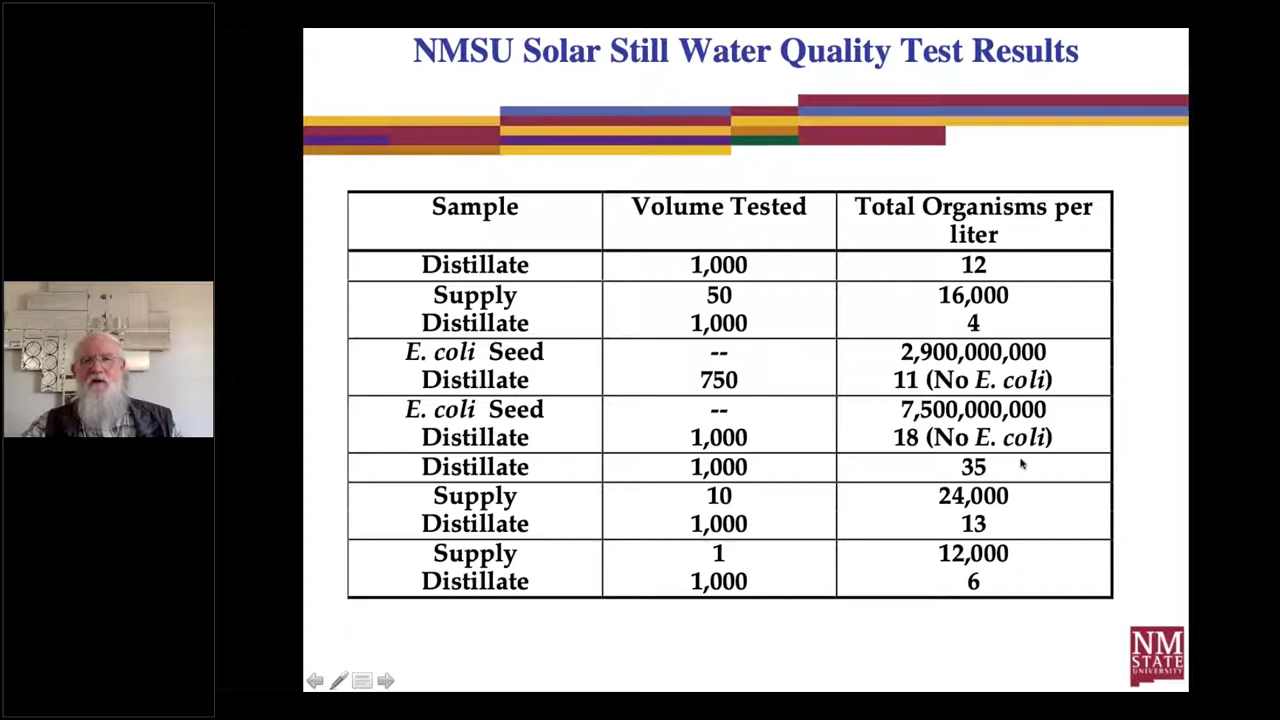 NMSU Solar Still Water Quality Test Results
Sample Volume Tested Total Organisms per liter
Distillate 1,000 12
Supply 50 16,000
Distillate 1,000 4
E. coli Seed -- 2,900,000,000
Distillate 750 11 (No E. coli)
E. coli Seed -- 7,500,000,000
Distillate 1,000 18 (No E. coli)
Distillate 1,000 35
Supply 10 24,000
Distillate 1,000 13
Supply 1 12,000
Distillate 1,000 6
NM
STATE
UNIVERSITY